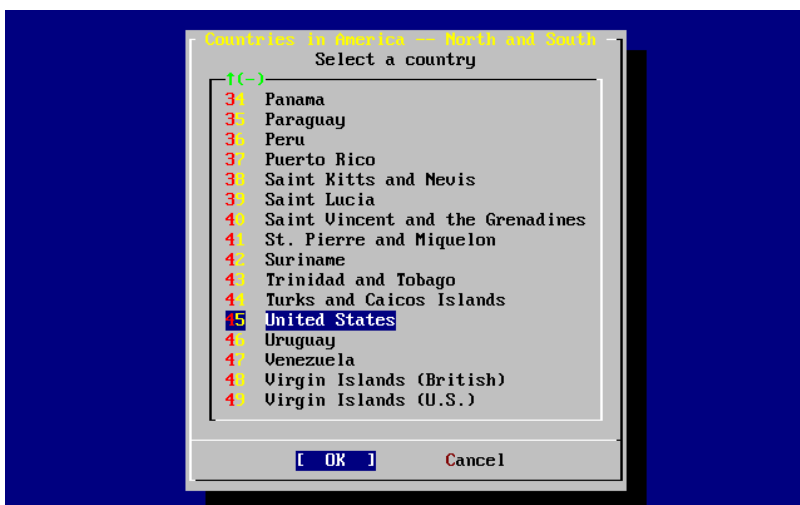 Countries in America -- North and South
Select a country
↑(-)
34 Panama
35 Paraguay
36 Peru
37 Puerto Rico
38 Saint Kitts and Nevis
39 Saint Lucia
40 Saint Vincent and the Grenadines
41 St. Pierre and Miquelon
42 Suriname
43 Trinidad and Tobago
44 Turks and Caicos Islands
45 United States
46 Uruguay
47 Venezuela
48 Virgin Islands (British)
49 Virgin Islands (U.S.)
[ OK ] Cancel